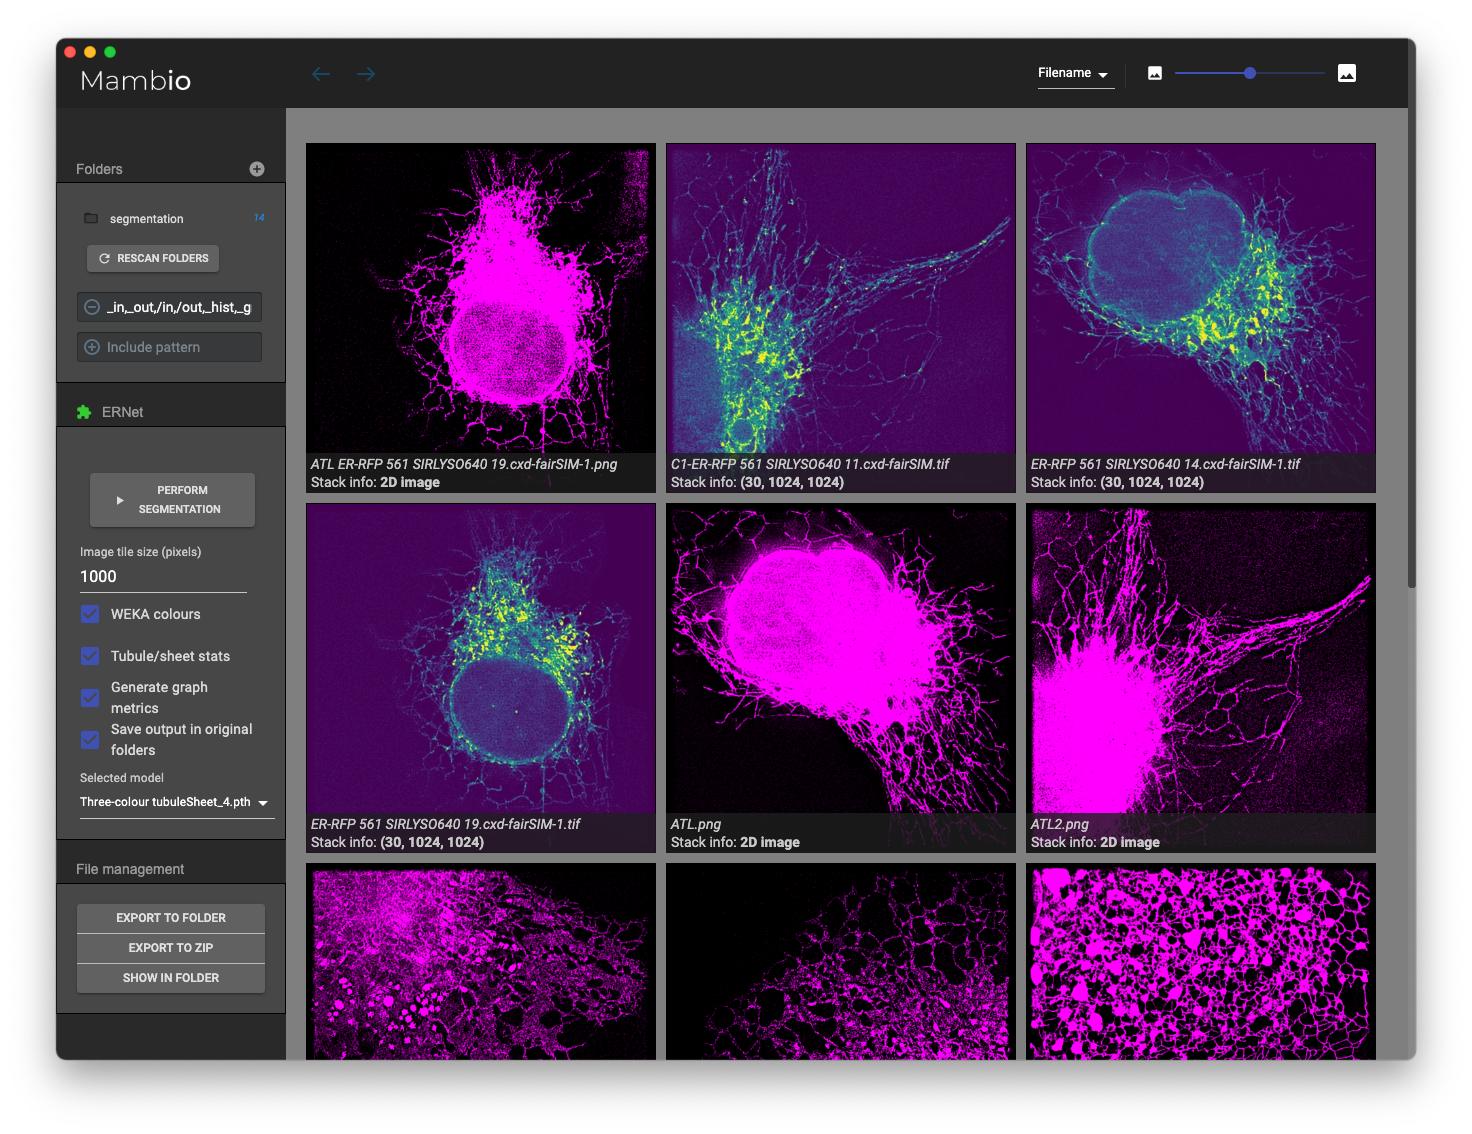 Mambio
Filename
Folders
segmentation 14
RESCAN FOLDERS
_in,_out,/in,/out,_hist,_g
Include pattern
ERNet
PERFORM
SEGMENTATION
Image tile size (pixels)
1000
WEKA colours
Tubule/sheet stats
Generate graph
metrics
Save output in original
folders
Selected model
Three-colour tubuleSheet_4.pth
File management
EXPORT TO FOLDER
EXPORT TO ZIP
SHOW IN FOLDER
ATL ER-RFP 561 SIRLYSO640 19.cxd-fairSIM-1.png
Stack info: 2D image
C1-ER-RFP 561 SIRLYSO640 11.cxd-fairSIM.tif
Stack info: (30, 1024, 1024)
ER-RFP 561 SIRLYSO640 14.cxd-fairSIM-1.tif
Stack info: (30, 1024, 1024)
ER-RFP 561 SIRLYSO640 19.cxd-fairSIM-1.tif
Stack info: (30, 1024, 1024)
ATL.png
Stack info: 2D image
ATL2.png
Stack info: 2D image